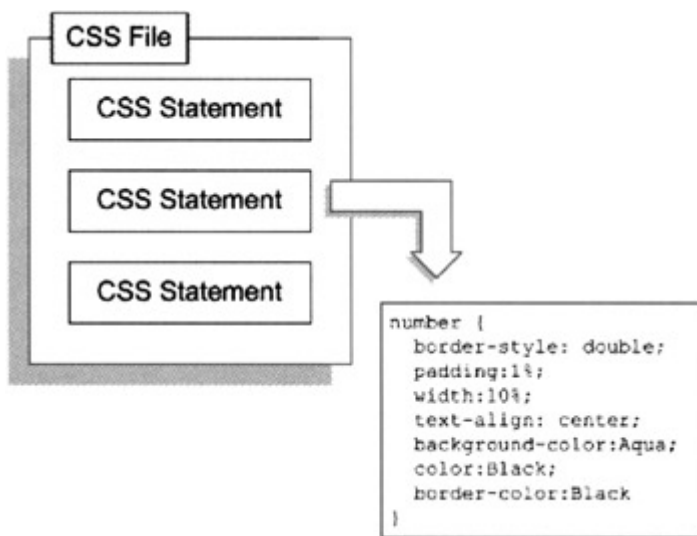 CSS File
CSS Statement
CSS Statement
CSS Statement
number {
border-style: double;
padding:1%;
width:10%;
text-align: center;
background-color:Aqua;
color:Black;
border-color:Black
}